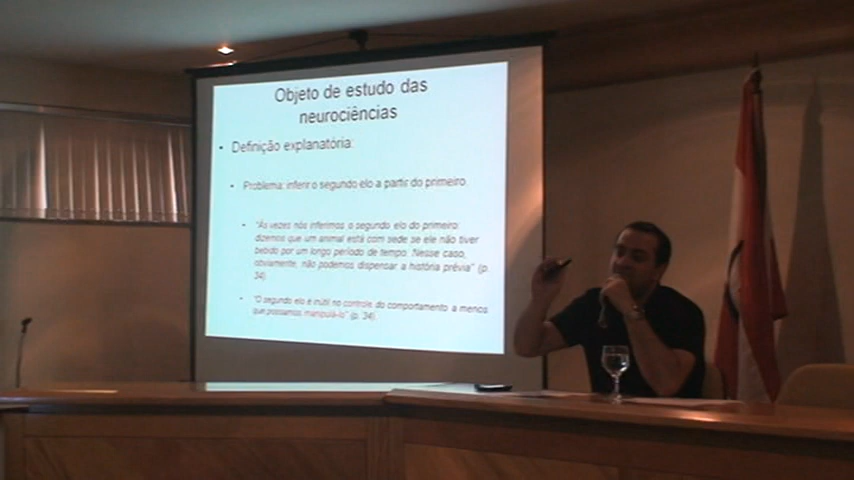 Objeto de estudo das
neurociências
• Definição explanatória:
• Problema: inferir o segundo elo a partir do primeiro.
• "Às vezes nós inferimos o segundo elo do primeiro:
dizemos que um animal está com sede se ele não tiver
bebido por um longo período de tempo. Nesse caso,
obviamente, não podemos dispensar a história prévia" (p.
34).
• "O segundo elo é inútil no controle do comportamento a menos
que possamos manipulá-lo" (p. 34).